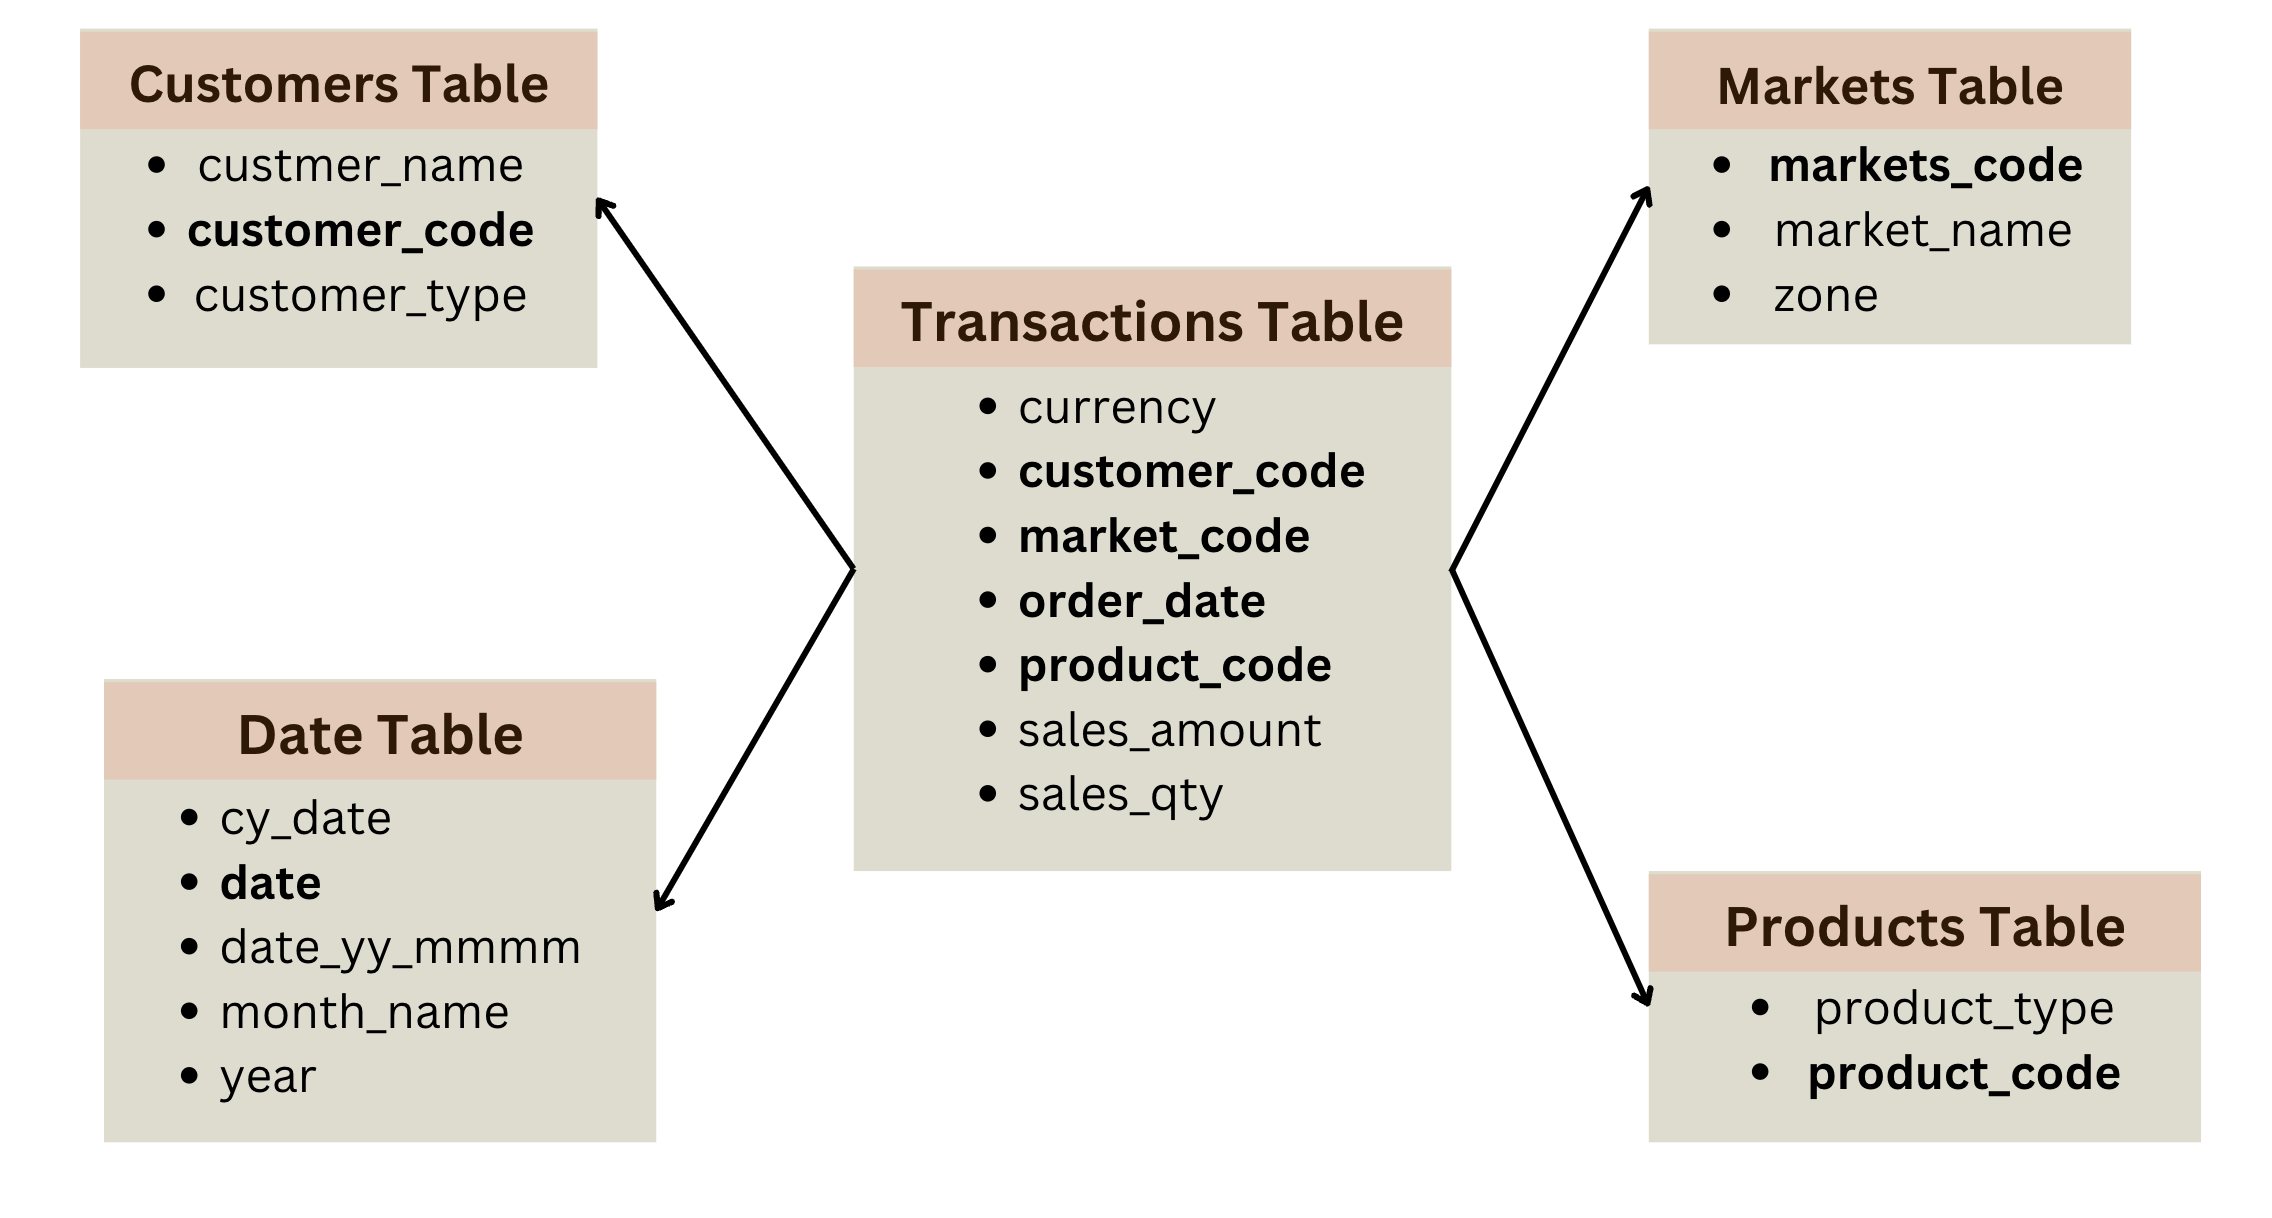 Customers Table
• custmer_name
• customer_code
• customer_type
Markets Table
• markets_code
• market_name
• zone
Transactions Table
• currency
• customer_code
• market_code
• order_date
• product_code
• sales_amount
• sales_qty
Date Table
• cy_date
• date
• date_yy_mmmm
• month_name
• year
Products Table
• product_type
• product_code